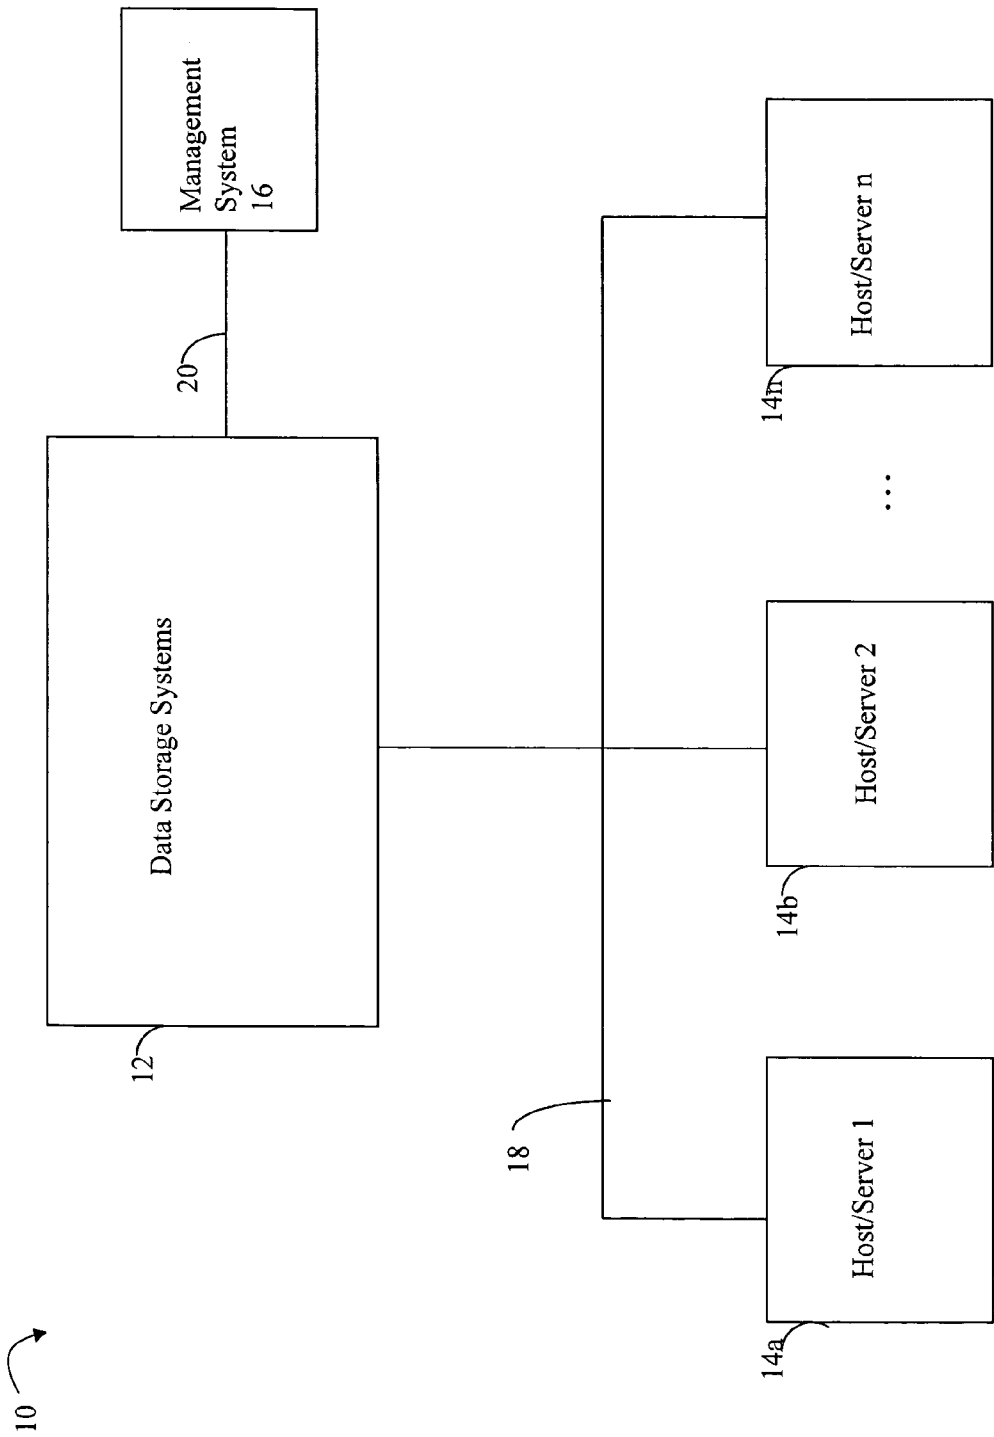 10
12
Data Storage Systems
20
Management
System
16
18
14a
Host/Server 1
14b
Host/Server 2
...
14n
Host/Server n